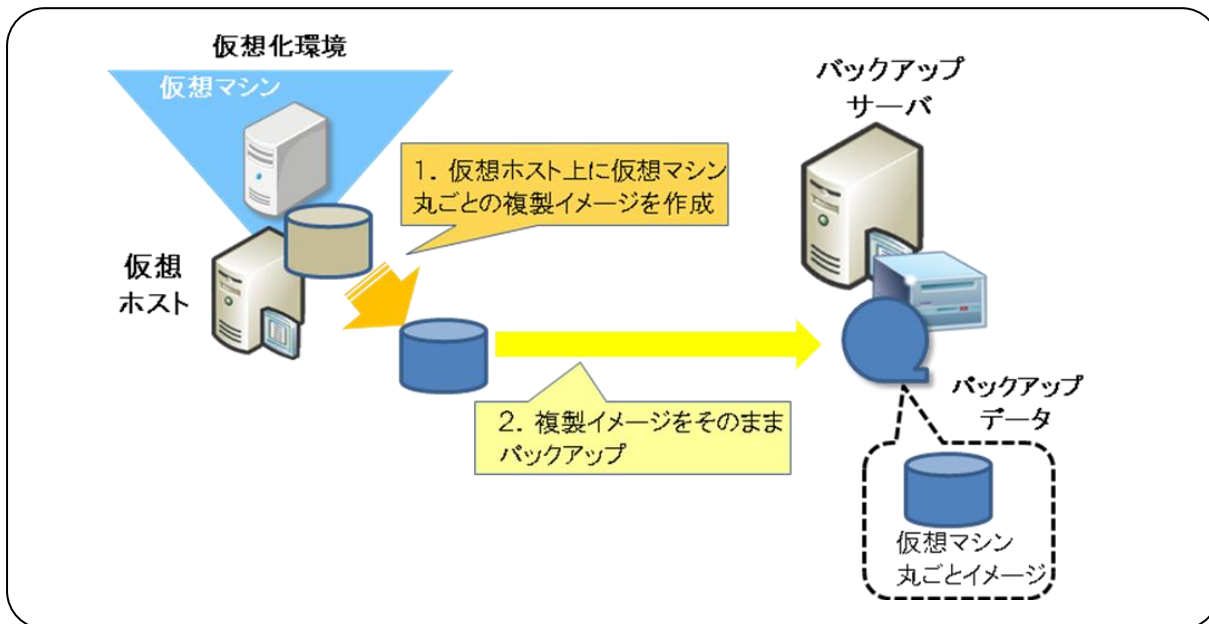 仮想化環境
仮想マシン
バックアップ
サーバ
1. 仮想ホスト上に仮想マシン
丸ごとの複製イメージを作成
仮想
ホスト
2. 複製イメージをそのまま
バックアップ
バックアップ
データ
仮想マシン
丸ごとイメージ